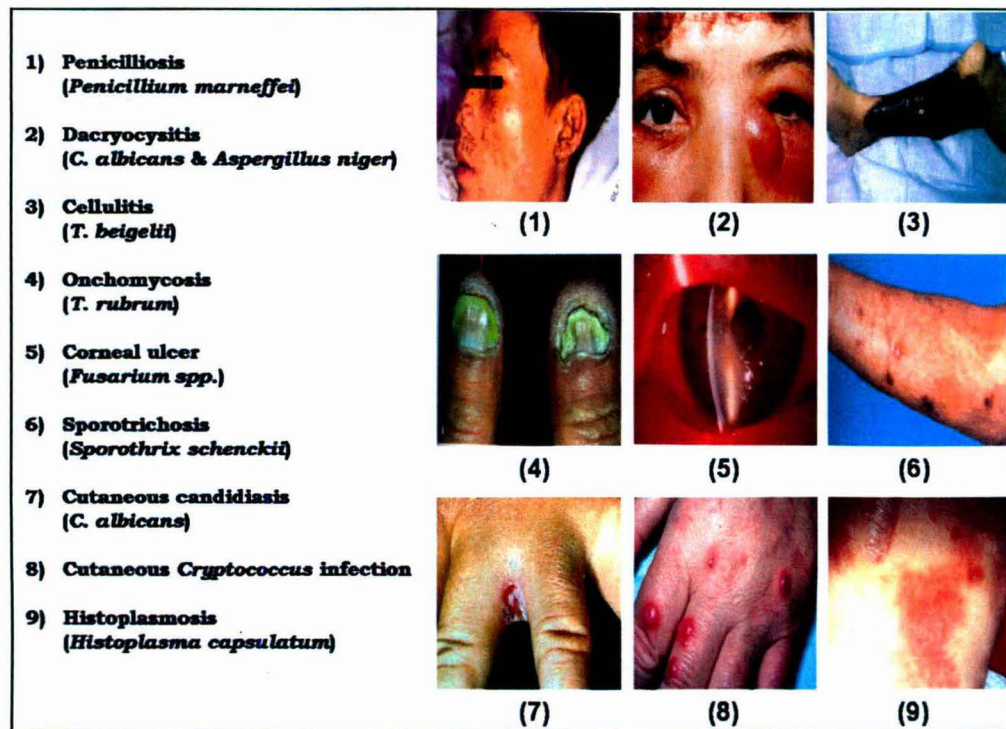 1) Penicilliosis
(Penicillium marneffei)
2) Dacryocysitis
(C. albicans & Aspergillus niger)
3) Cellulitis
(T. beigelii)
4) Onchomycosis
(T. rubrum)
5) Corneal ulcer
(Fusarium spp.)
6) Sporotrichosis
(Sporothrix schenckii)
7) Cutaneous candidiasis
(C. albicans)
8) Cutaneous Cryptococcus infection
9) Histoplasmosis
(Histoplasma capsulatum)
(1) (2) (3)
(4) (5) (6)
(7) (8) (9)